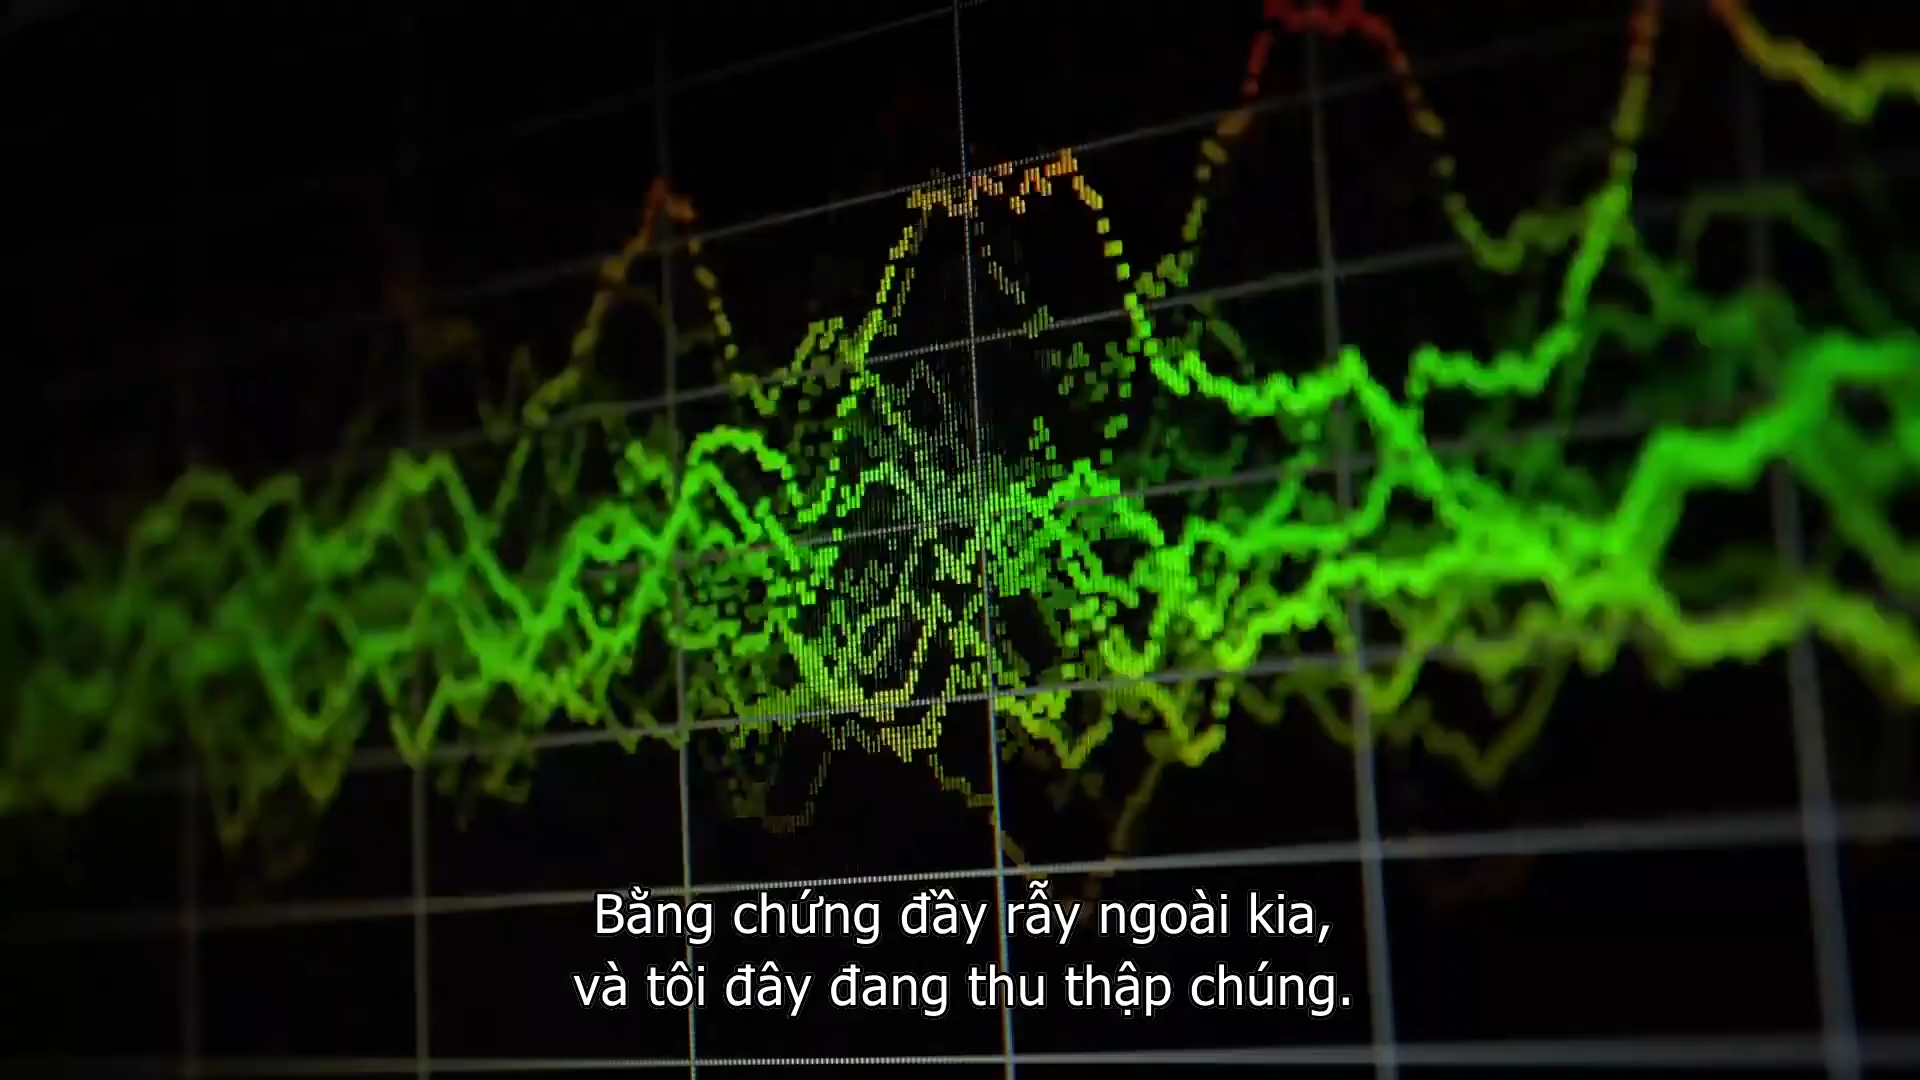 Bằng chứng đầy rẫy ngoài kia,
và tôi đây đang thu thập chúng.